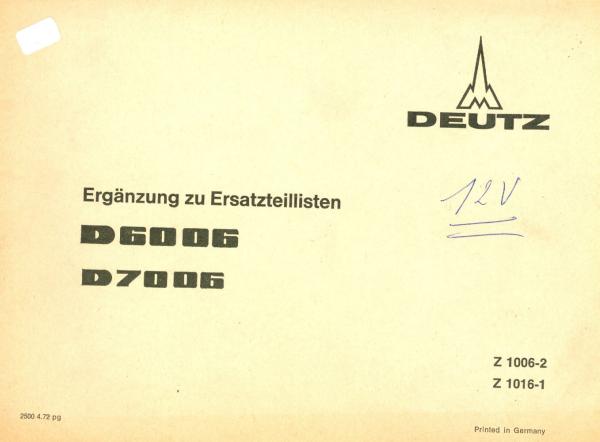 DEUTZ
Ergänzung zu Ersatzteillisten
12V
D6006
D7006
Z 1006-2
Z 1016-1
2500 4.72 pg
Printed in Germany